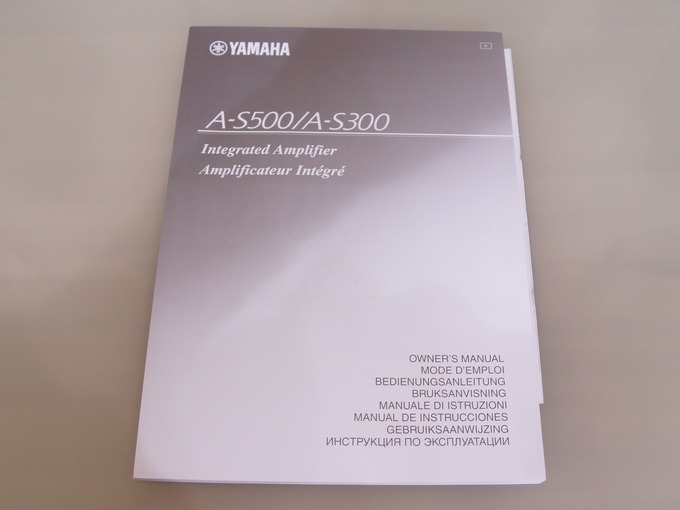 YAMAHA
A-S500/A-S300
Integrated Amplifier
Amplificateur Intégré
OWNER'S MANUAL
MODE D'EMPLOI
BEDIENUNGSANLEITUNG
BRUKSANVISNING
MANUALE DI ISTRUZIONI
MANUAL DE INSTRUCCIONES
GEBRUIKSAANWIJZING
ИНСТРУКЦИЯ ПО ЭКСПЛУАТАЦИИ